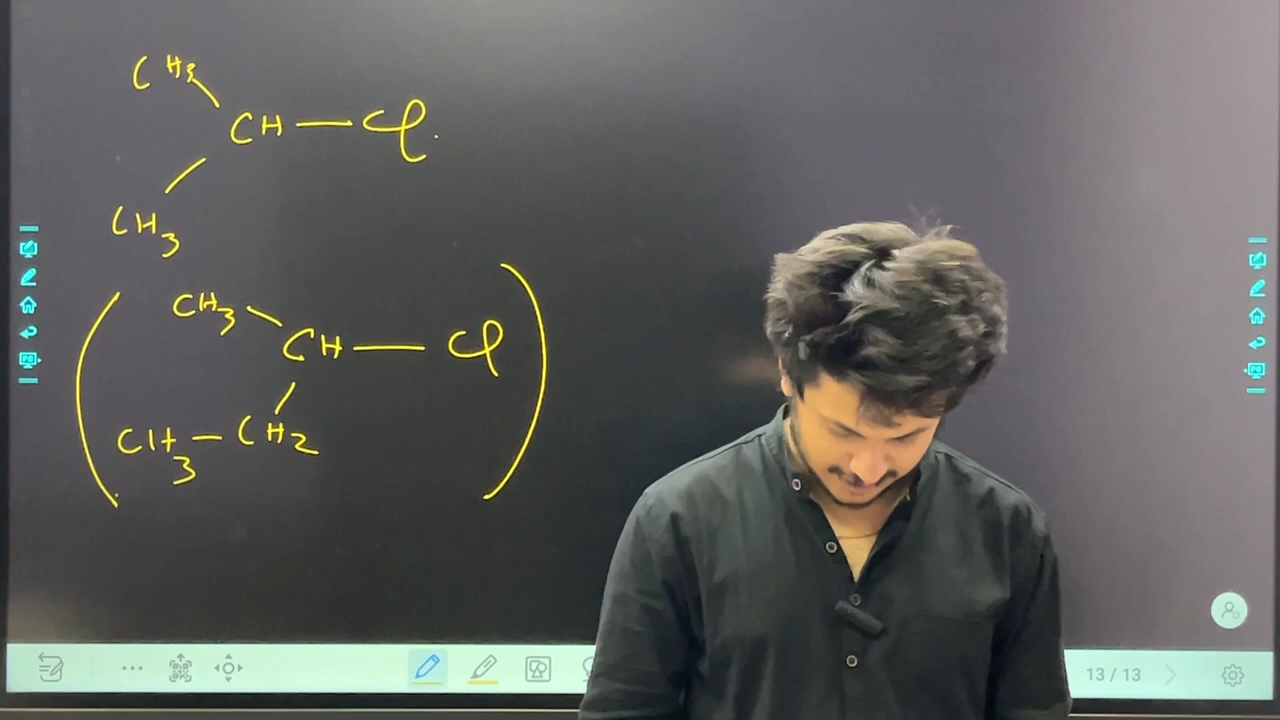 CH3
CH — Cl
CH3
( CH3
CH — Cl )
CH3 — CH2
13 / 13